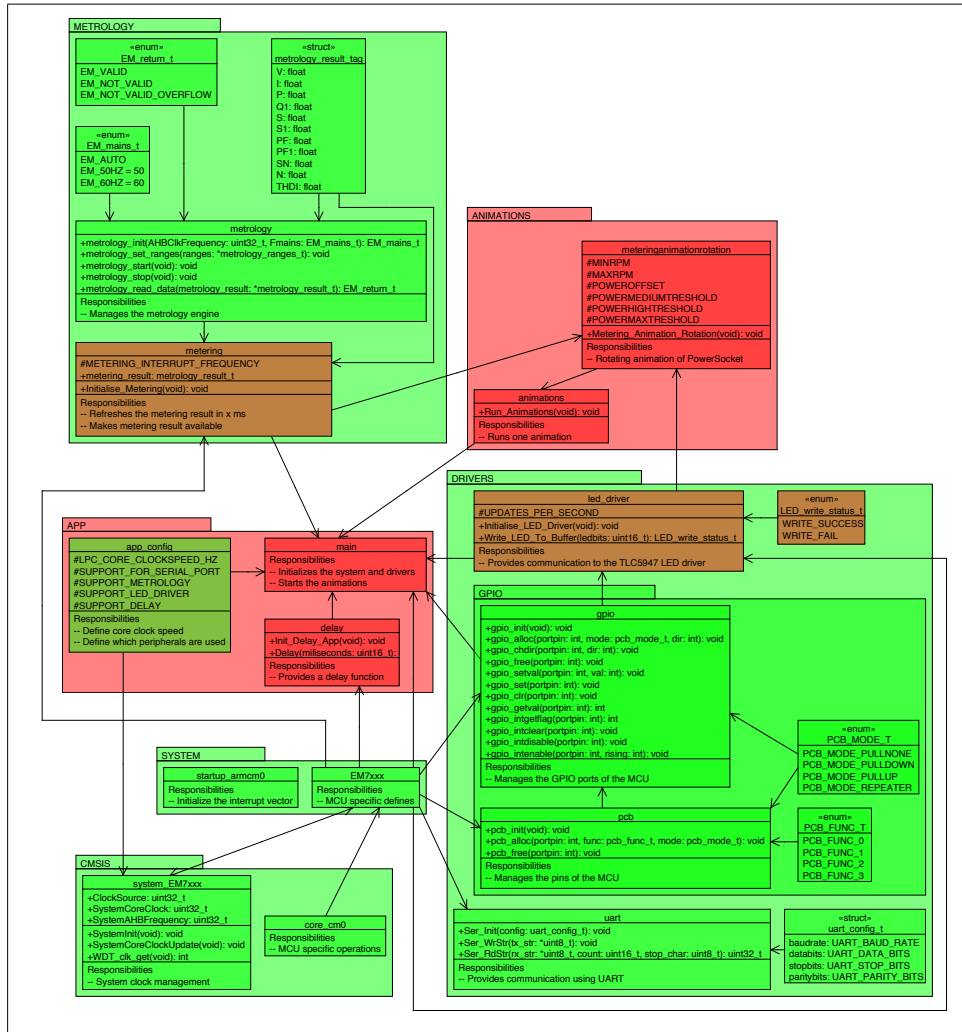 METROLOGY
«enum»
EM_return_t
EM_VALID
EM_NOT_VALID
EM_NOT_VALID_OVERFLOW
«struct»
metrology_result_tag
V: float
I: float
P: float
Q1: float
S: float
S1: float
PF: float
PF1: float
SN: float
N: float
THDI: float
«enum»
EM_mains_t
EM_AUTO
EM_50HZ = 50
EM_60HZ = 60
metrology
+metrology_init(AHBClkFrequency: uint32_t, Fmains: EM_mains_t): EM_mains_t
+metrology_set_ranges(ranges: *metrology_ranges_t): void
+metrology_start(void): void
+metrology_stop(void): void
+metrology_read_data(metrology_result: *metrology_result_t): EM_return_t
Responsibilities
-- Manages the metrology engine
metering
#METERING_INTERRUPT_FREQUENCY
+metering_result: metrology_result_t
+Initialise_Metering(void): void
Responsibilities
-- Refreshes the metering result in x ms
-- Makes metering result available
ANIMATIONS
meteringanimationrotation
#MINRPM
#MAXRPM
#POWEROFFSET
#POWERMEDIUMTRESHOLD
#POWERHIGHTRESHOLD
#POWERMAXTRESHOLD
+Metering_Animation_Rotation(void): void
Responsibilities
-- Rotating animation of PowerSocket
animations
+Run_Animations(void): void
Responsibilities
-- Runs one animation
APP
app_config
#LPC_CORE_CLOCKSPEED_HZ
#SUPPORT_FOR_SERIAL_PORT
#SUPPORT_METROLOGY
#SUPPORT_LED_DRIVER
#SUPPORT_DELAY
Responsibilities
-- Define core clock speed
-- Define which peripherals are used
main
Responsibilities
-- Initializes the system and drivers
-- Starts the animations
delay
+Init_Delay_App(void): void
+Delay(miliseconds: uint16_t):
Responsibilities
-- Provides a delay function
DRIVERS
led_driver
#UPDATES_PER_SECOND
+Initialise_LED_Driver(void): void
+Write_LED_To_Buffer(ledbits: uint16_t): LED_write_status_t
Responsibilities
-- Provides communication to the TLC5947 LED driver
«enum»
LED_write_status_t
WRITE_SUCCESS
WRITE_FAIL
GPIO
gpio
+gpio_init(void): void
+gpio_alloc(portpin: int, mode: pcb_mode_t, dir: int): void
+gpio_chdir(portpin: int, dir: int): void
+gpio_free(portpin: int): void
+gpio_setval(portpin: int, val: int): void
+gpio_set(portpin: int): void
+gpio_clr(portpin: int): void
+gpio_getval(portpin: int): int
+gpio_intgetflag(portpin: int): int
+gpio_intclear(portpin: int): void
+gpio_intdisable(portpin: int): void
+gpio_intenable(portpin: int, rising: int): void
Responsibilities
-- Manages the GPIO ports of the MCU
«enum»
PCB_MODE_T
PCB_MODE_PULLNONE
PCB_MODE_PULLDOWN
PCB_MODE_PULLUP
PCB_MODE_REPEATER
pcb
+pcb_init(void): void
+pcb_alloc(portpin: int, func: pcb_func_t, mode: pcb_mode_t): void
+pcb_free(portpin: int): void
Responsibilities
-- Manages the pins of the MCU
«enum»
PCB_FUNC_T
PCB_FUNC_0
PCB_FUNC_1
PCB_FUNC_2
PCB_FUNC_3
SYSTEM
startup_armcm0
Responsibilities
-- Initialize the interrupt vector
EM7xxx
Responsibilities
-- MCU specific defines
CMSIS
system_EM7xxx
+ClockSource: uint32_t
+SystemCoreClock: uint32_t
+SystemAHBFrequency: uint32_t
+SystemInit(void): void
+SystemCoreClockUpdate(void): void
+WDT_clk_get(void): int
Responsibilities
-- System clock management
core_cm0
Responsibilities
-- MCU specific operations
uart
+Ser_Init(config: uart_config_t): void
+Ser_WrStr(tx_str: *uint8_t): void
+Ser_RdStr(rx_str: *uint8_t, count: uint16_t, stop_char: uint8_t): uint32_t
Responsibilities
-- Provides communication using UART
«struct»
uart_config_t
baudrate: UART_BAUD_RATE
databits: UART_DATA_BITS
stopbits: UART_STOP_BITS
paritybits: UART_PARITY_BITS